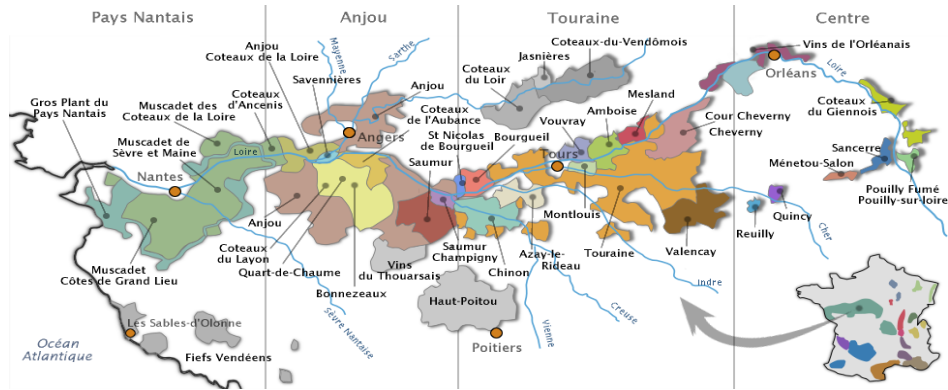 Pays Nantais
Anjou
Touraine
Centre
Mayenne
Sarthe
Anjou
Coteaux de la Loire
Savennières
Coteaux
d'Ancenis
Muscadet des
Coteaux de la Loire
Gros Plant du
Pays Nantais
Muscadet de
Sèvre et Maine
Loire
Nantes
Anjou
Angers
Coteaux
de l'Aubance
St Nicolas
de Bourgueil
Bourgueil
Saumur
Coteaux
du Loir
Jasnières
Coteaux-du-Vendômois
Vouvray
Amboise
Mesland
Tours
Cour Cheverny
Cheverny
Vins de l'Orléanais
Orléans
Loire
Coteaux
du Giennois
Sancerre
Ménetou-Salon
Pouilly Fumé
Pouilly-sur-loire
Quincy
Reuilly
Cher
Montlouis
Touraine
Valencay
Indre
Creuse
Vienne
Azay-le-
Rideau
Chinon
Saumur
Champigny
Vins
du Thouarsais
Haut-Poitou
Poitiers
Anjou
Coteaux
du Layon
Quart-de-Chaume
Bonnezeaux
Sèvre Nantaise
Muscadet
Côtes de Grand Lieu
Les Sables-d'Olonne
Fiefs Vendéens
Océan
Atlantique